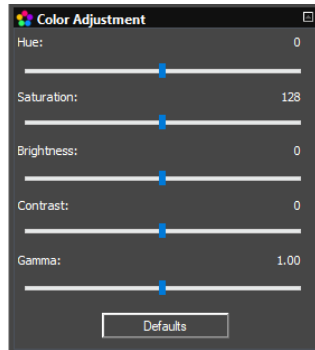 Color Adjustment
Hue: 0
Saturation: 128
Brightness: 0
Contrast: 0
Gamma: 1.00
Defaults